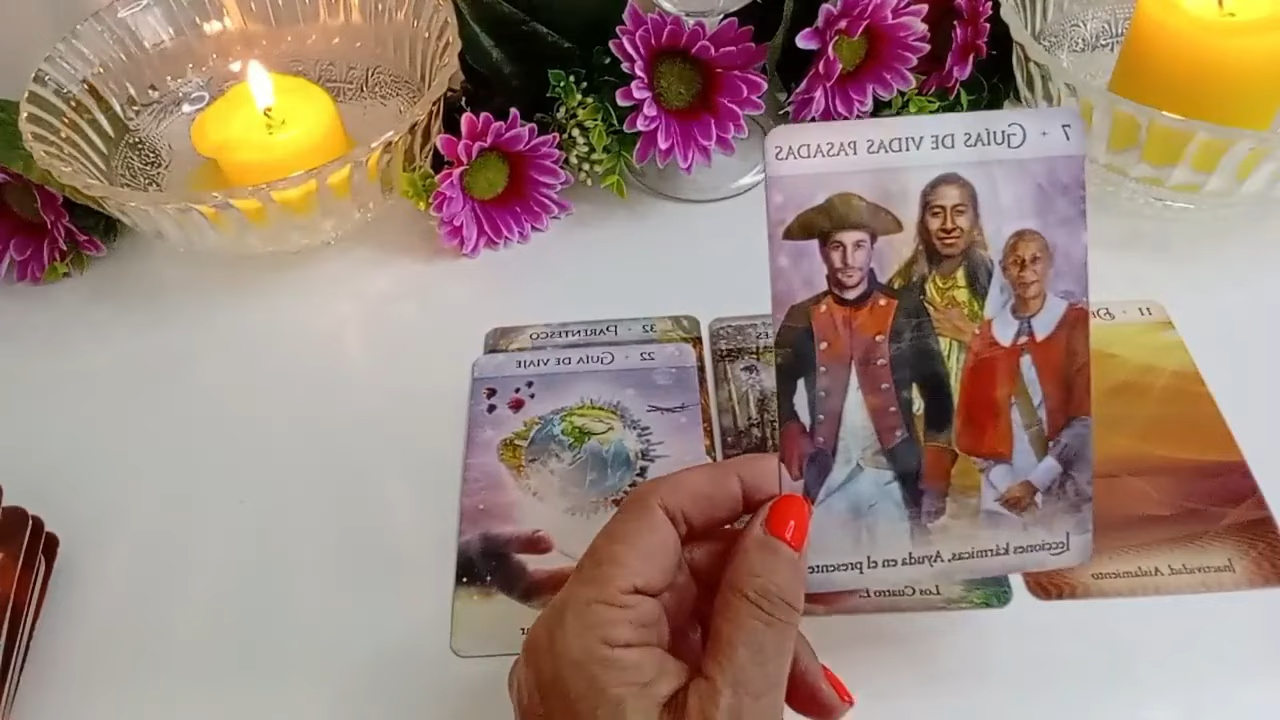 7 + GUÍAS DE VIDAS PASADAS
Lecciones kármicas, Ayuda en el presente
32 + PARENTESCO
22 + GUÍA DE VIAJE
11 +
Inactividad, Aislamiento
Los Cuatro